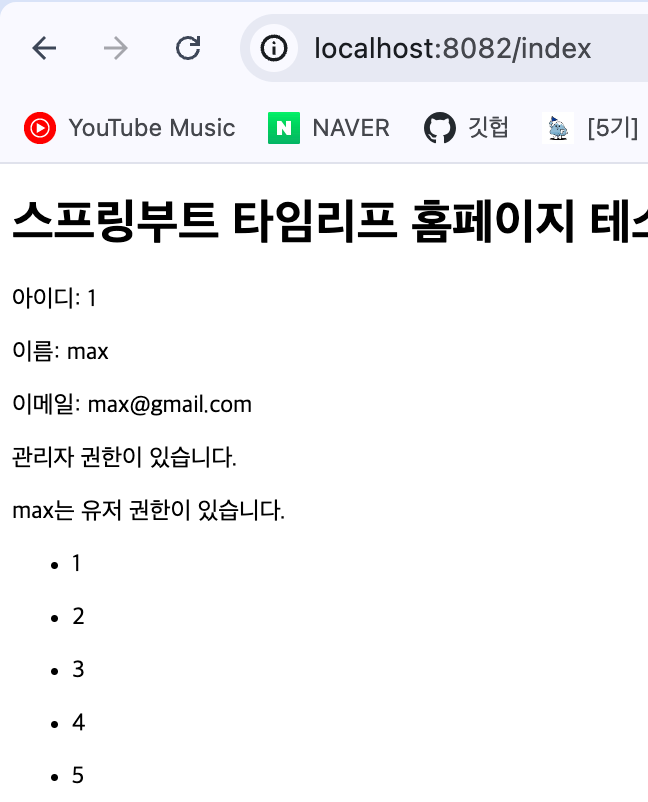 localhost:8082/index
YouTube Music
N NAVER
깃헙
[5기]
스프링부트 타임리프 홈페이지 테
아이디: 1
이름: max
이메일: max@gmail.com
관리자 권한이 있습니다.
max는 유저 권한이 있습니다.
• 1
• 2
• 3
• 4
• 5